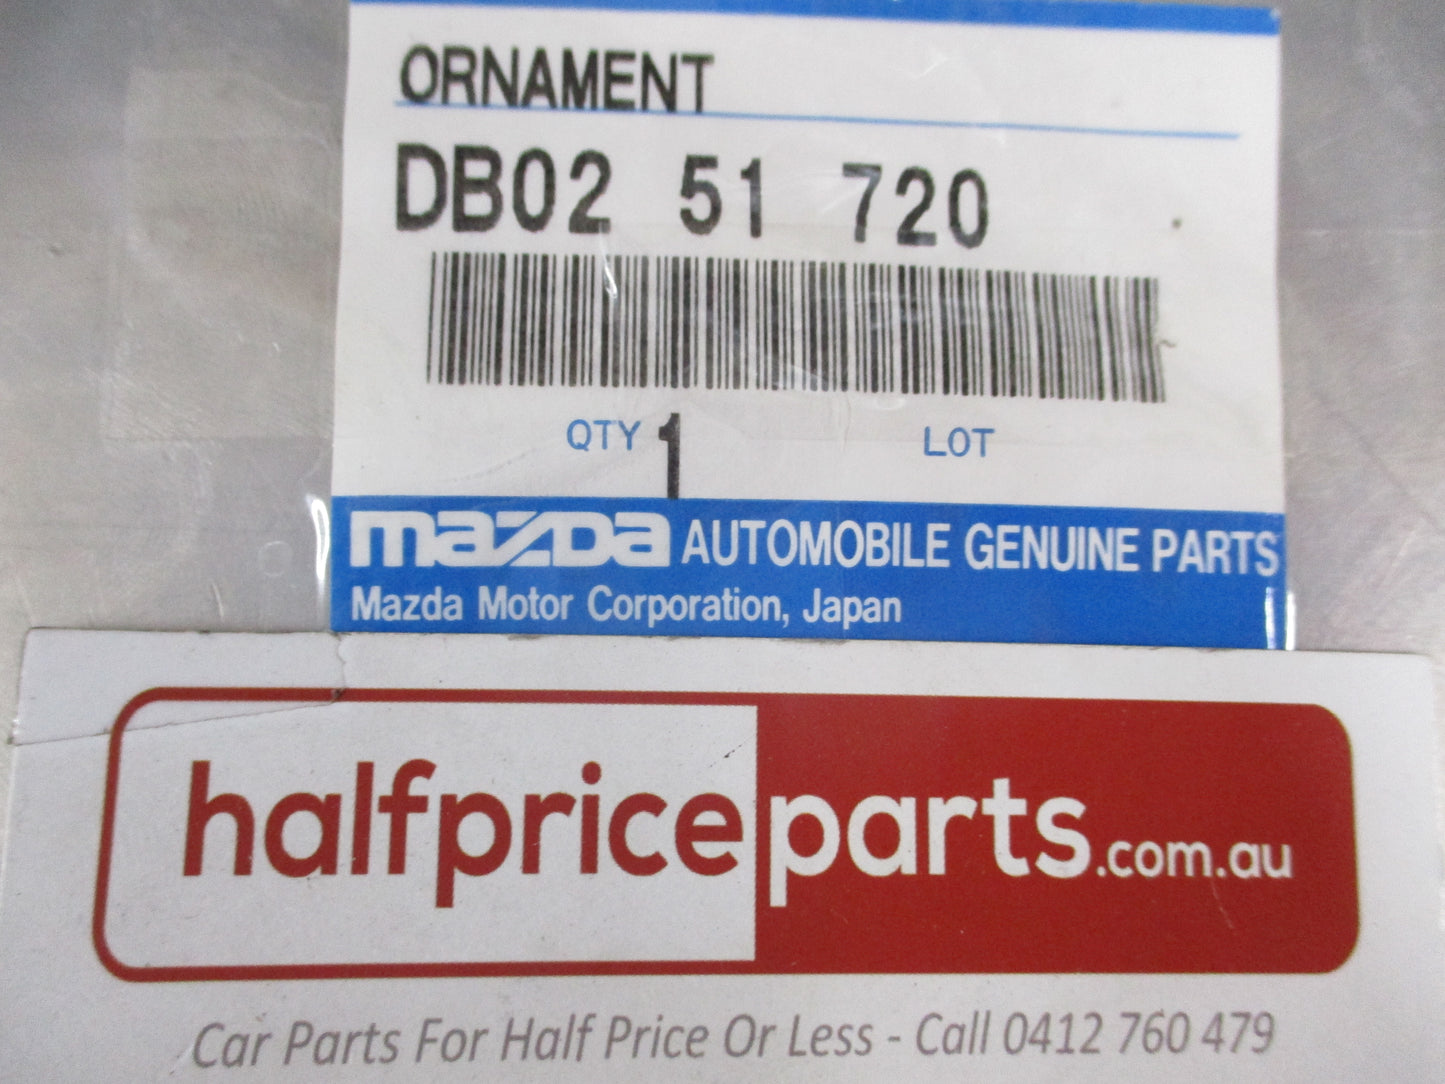 ORNAMENT
DB02 51 720
QTY 1 LOT
mazda AUTOMOBILE GENUINE PARTS
Mazda Motor Corporation, Japan
halfpriceparts.com.au
Car Parts For Half Price Or Less - Call 0412 760 479